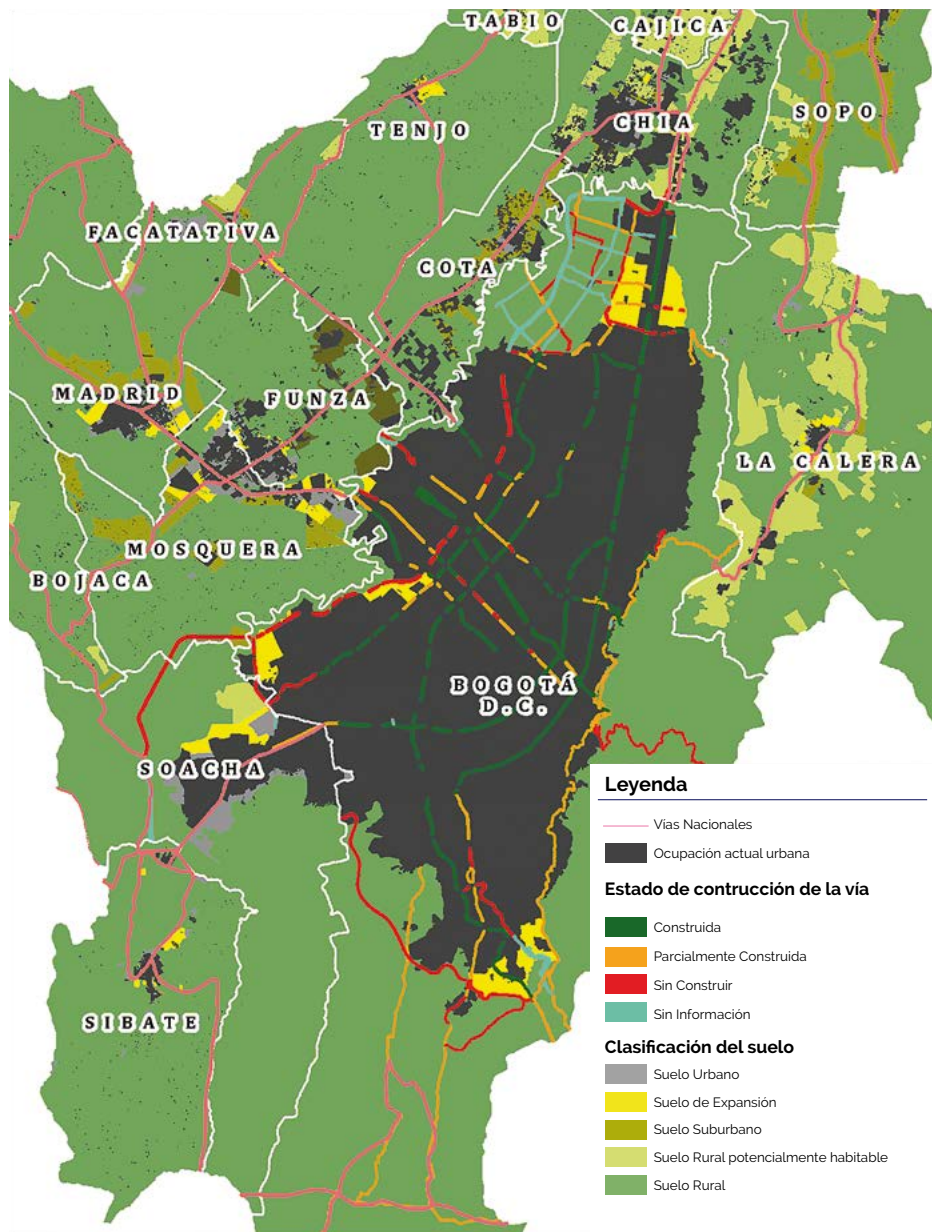 TABIO
CAJICA
SOPO
CHIA
TENJO
FACATATIVA
COTA
MADRID
FUNZA
LA CALERA
MOSQUERA
BOJACA
BOGOTÁ
D.C.
SOACHA
SIBATE
Leyenda
Vías Nacionales
Ocupación actual urbana
Estado de contrucción de la vía
Construida
Parcialmente Construida
Sin Construir
Sin Información
Clasificación del suelo
Suelo Urbano
Suelo de Expansión
Suelo Suburbano
Suelo Rural potencialmente habitable
Suelo Rural